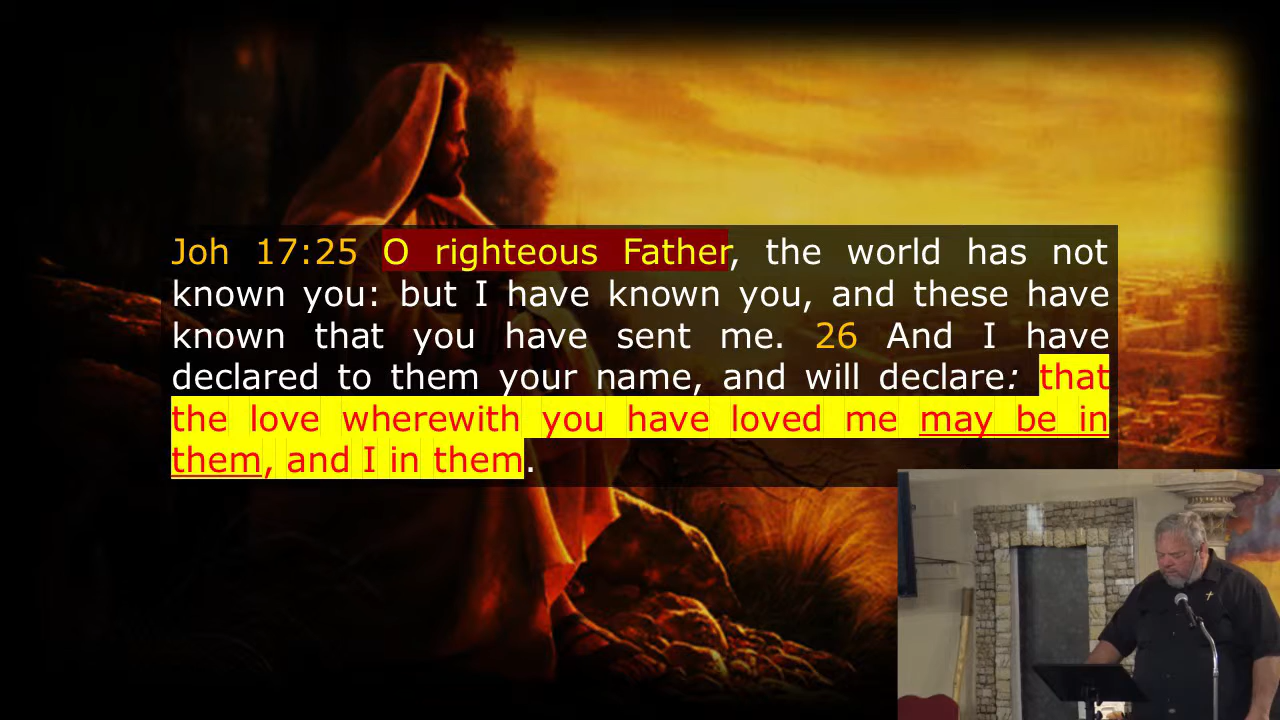 Joh 17:25 O righteous Father, the world has not
known you: but I have known you, and these have
known that you have sent me. 26 And I have
declared to them your name, and will declare: that
the love wherewith you have loved me may be in
them, and I in them.